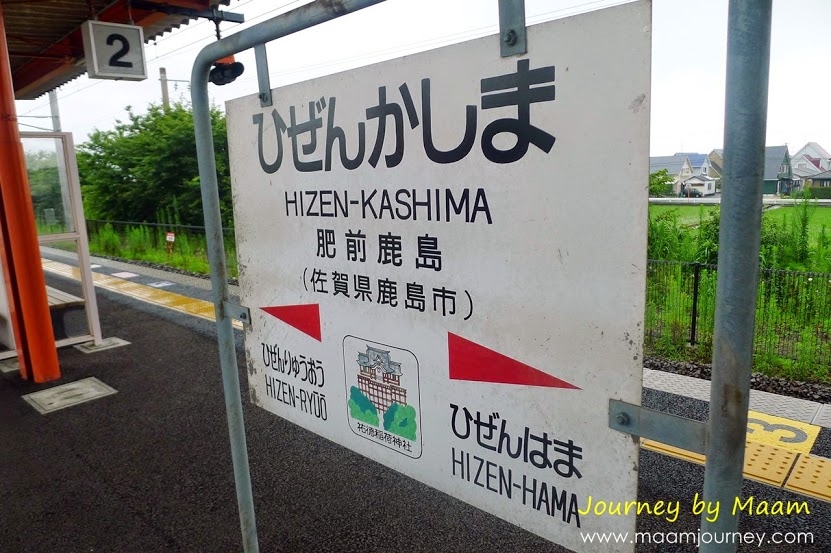 2
ひぜんかしま
HIZEN-KASHIMA
肥前鹿島
(佐賀県鹿島市)
ひぜんりゅうおう
HIZEN-RYŪŌ
祐徳稲荷神社
ひぜんはま
HIZEN-HAMA
3
Journey by Maam
www.maamjourney.com